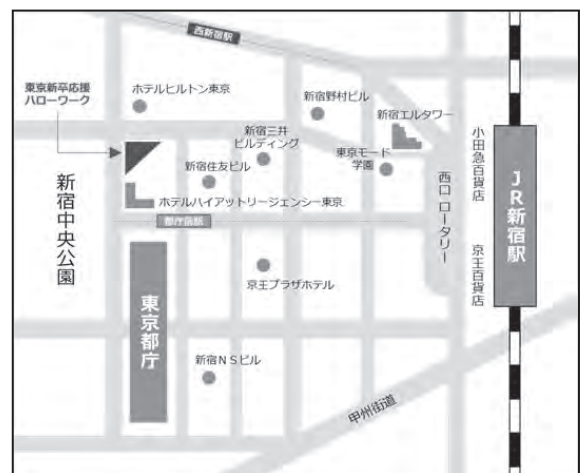 西新宿駅
東京新卒応援
ハローワーク
ホテルヒルトン東京
新宿野村ビル
新宿エルタワー
新宿三井
ビルディング
新宿住友ビル
東京モード
学園
小田急百貨店
JR新宿駅
新宿中央公園
ホテルハイアットリージェンシー東京
都庁前駅
西口 ロータリー
京王百貨店
京王プラザホテル
東京都庁
新宿NSビル
甲州街道